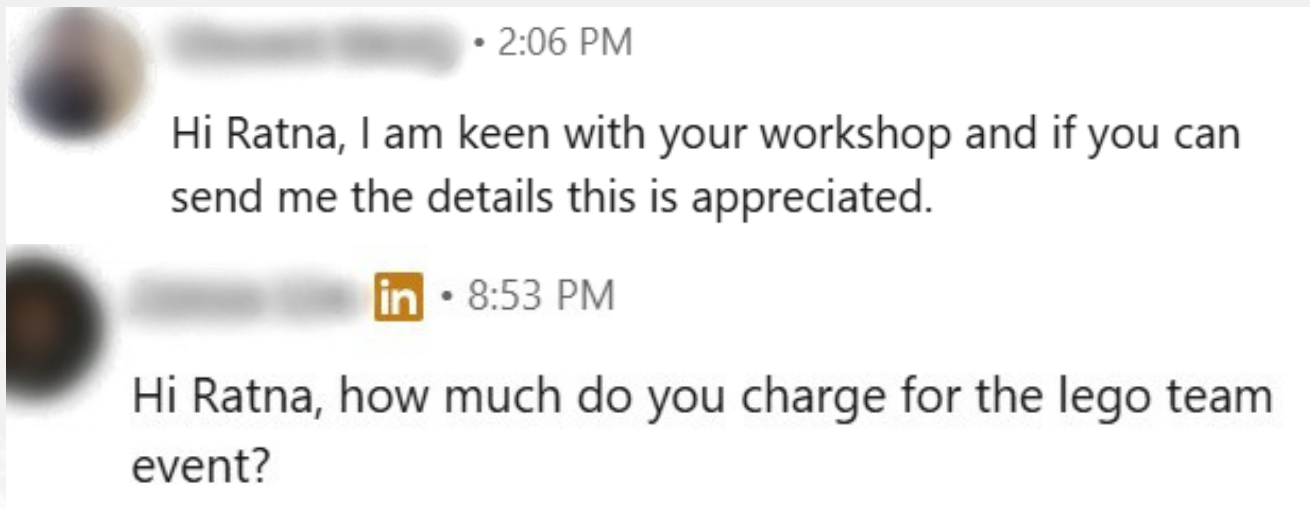 • 2:06 PM
Hi Ratna, I am keen with your workshop and if you can
send me the details this is appreciated.
in • 8:53 PM
Hi Ratna, how much do you charge for the lego team
event?